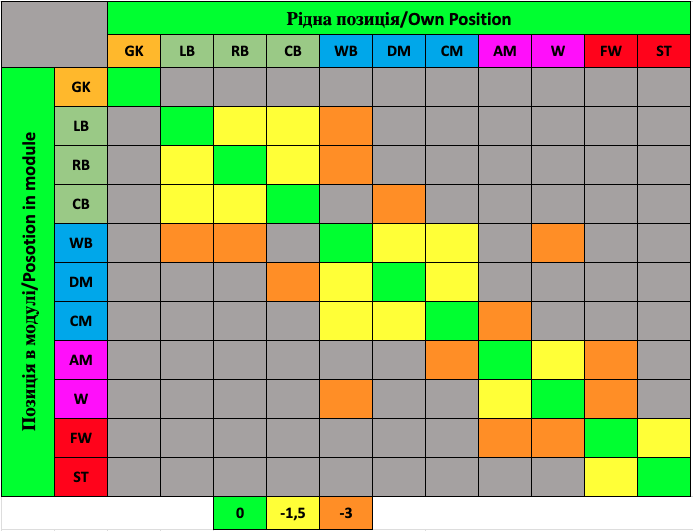 Рідна позиція/Own Position
GK LB RB CB WB DM CM AM W FW ST
Позиція в модулі/Posotion in module
GK
LB
RB
CB
WB
DM
CM
AM
W
FW
ST
0 -1,5 -3